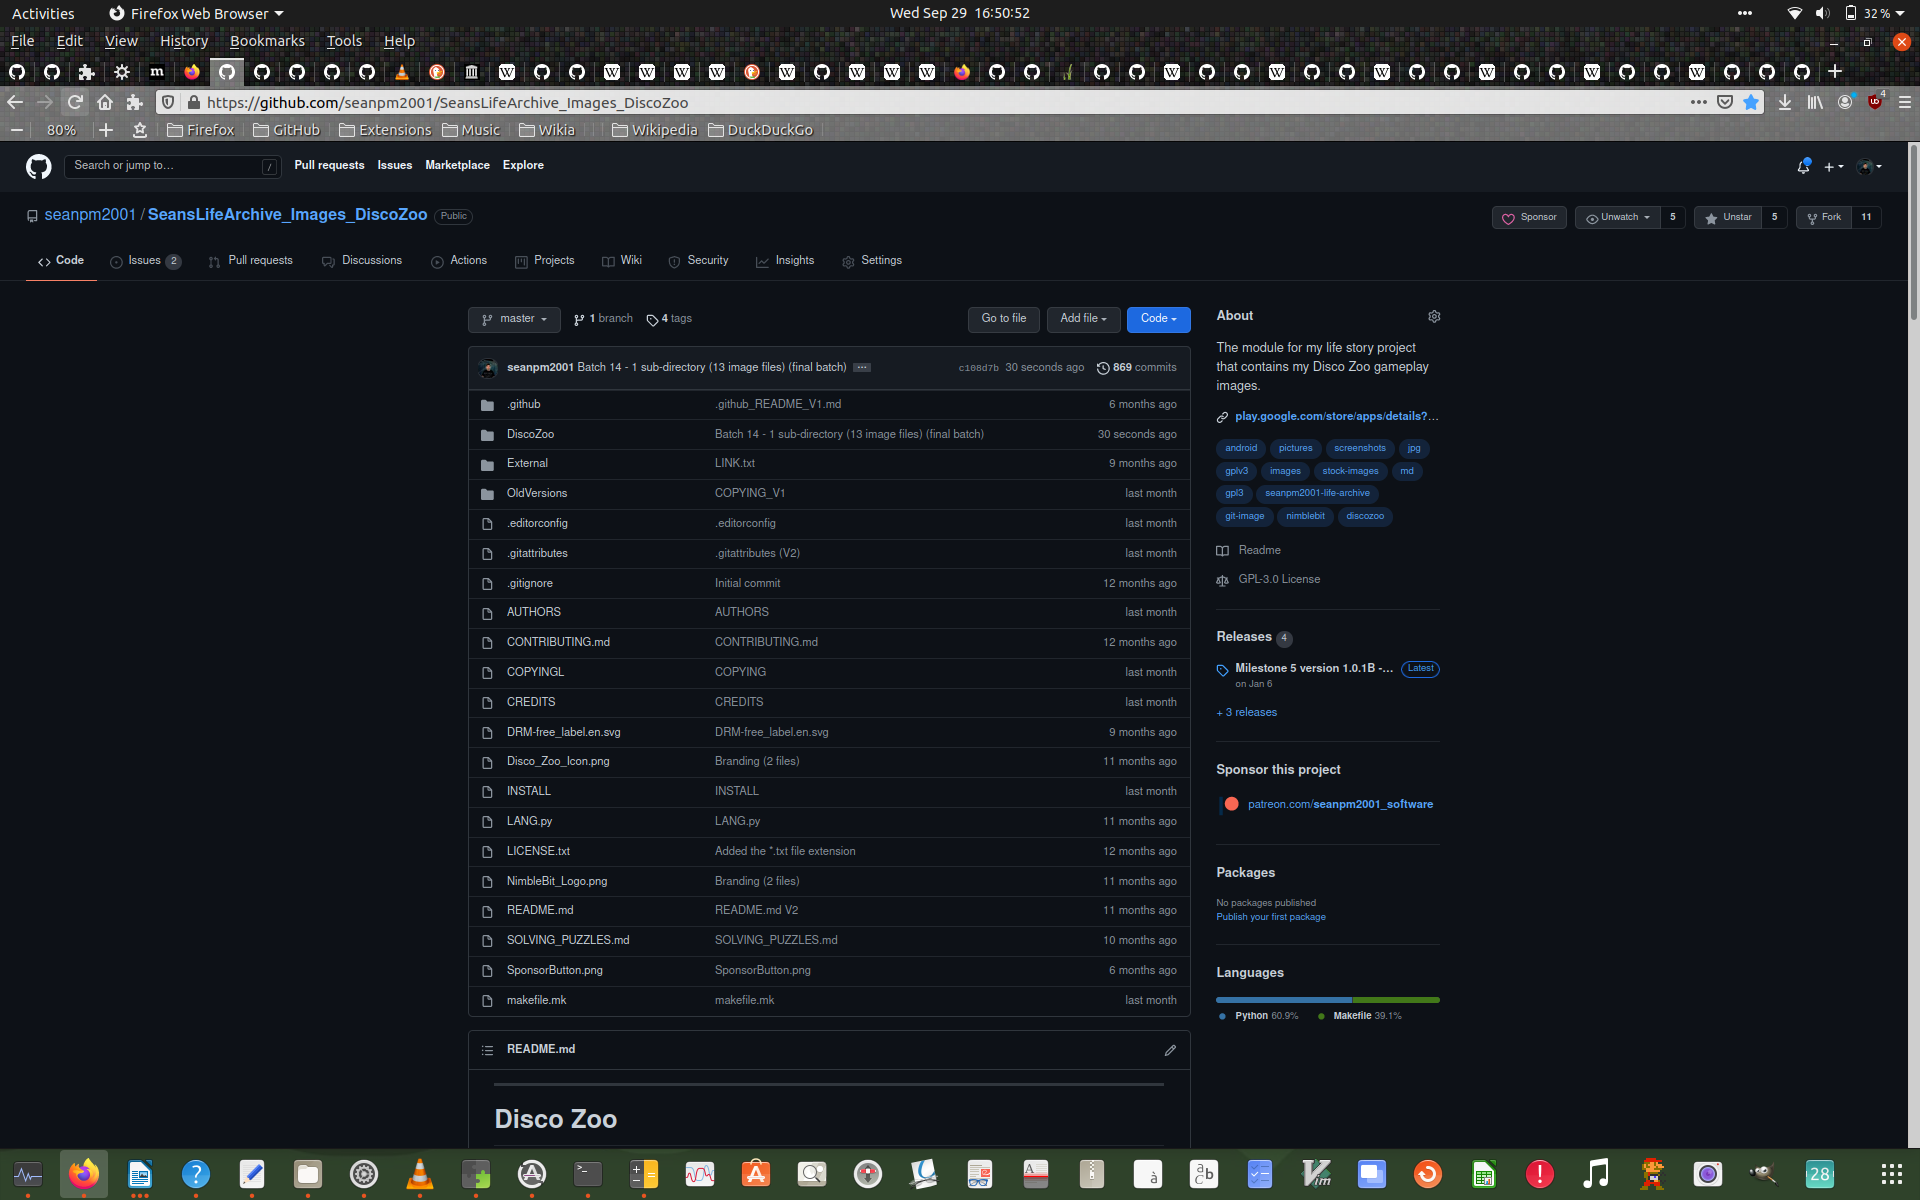 Activities
Firefox Web Browser
Wed Sep 29 16:50:52
32 %
File Edit View History Bookmarks Tools Help
https://github.com/seanpm2001/SeansLifeArchive_Images_DiscoZoo
4
80%
Firefox
GitHub
Extensions
Music
Wikia
Wikipedia
DuckDuckGo
Search or jump to… /
Pull requests Issues Marketplace Explore
seanpm2001 / SeansLifeArchive_Images_DiscoZoo Public
Sponsor
Unwatch 5
Unstar 5
Fork 11
Code
Issues 2
Pull requests
Discussions
Actions
Projects
Wiki
Security
Insights
Settings
master
1 branch
4 tags
Go to file
Add file
Code
seanpm2001 Batch 14 - 1 sub-directory (13 image files) (final batch) ... c108d7b 30 seconds ago 869 commits
.github .github_README_V1.md 6 months ago
DiscoZoo Batch 14 - 1 sub-directory (13 image files) (final batch) 30 seconds ago
External LINK.txt 9 months ago
OldVersions COPYING_V1 last month
.editorconfig .editorconfig last month
.gitattributes .gitattributes (V2) last month
.gitignore Initial commit 12 months ago
AUTHORS AUTHORS last month
CONTRIBUTING.md CONTRIBUTING.md 12 months ago
COPYINGL COPYING last month
CREDITS CREDITS last month
DRM-free_label.en.svg DRM-free_label.en.svg 9 months ago
Disco_Zoo_Icon.png Branding (2 files) 11 months ago
INSTALL INSTALL last month
LANG.py LANG.py 11 months ago
LICENSE.txt Added the *.txt file extension 12 months ago
NimbleBit_Logo.png Branding (2 files) 11 months ago
README.md README.md V2 11 months ago
SOLVING_PUZZLES.md SOLVING_PUZZLES.md 10 months ago
SponsorButton.png SponsorButton.png 6 months ago
makefile.mk makefile.mk last month
README.md
Disco Zoo
About
The module for my life story project
that contains my Disco Zoo gameplay
images.
play.google.com/store/apps/details?…
android pictures screenshots jpg
gplv3 images stock-images md
gpl3 seanpm2001-life-archive
git-image nimblebit discozoo
Readme
GPL-3.0 License
Releases 4
Milestone 5 version 1.0.1B -… Latest
on Jan 6
+ 3 releases
Sponsor this project
patreon.com/seanpm2001_software
Packages
No packages published
Publish your first package
Languages
Python 60.9% Makefile 39.1%
28